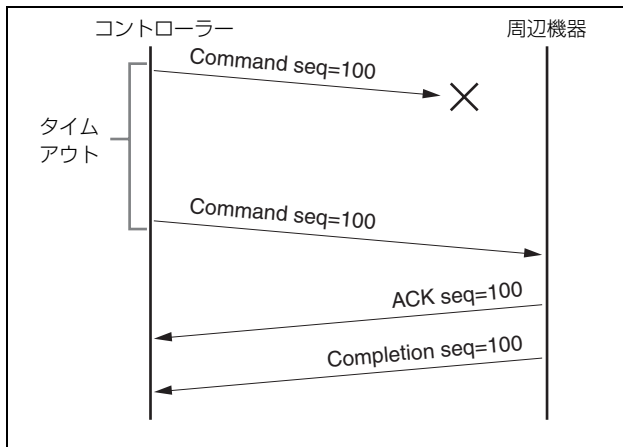 コントローラー
周辺機器
Command seq=100
タイム
アウト
Command seq=100
ACK seq=100
Completion seq=100